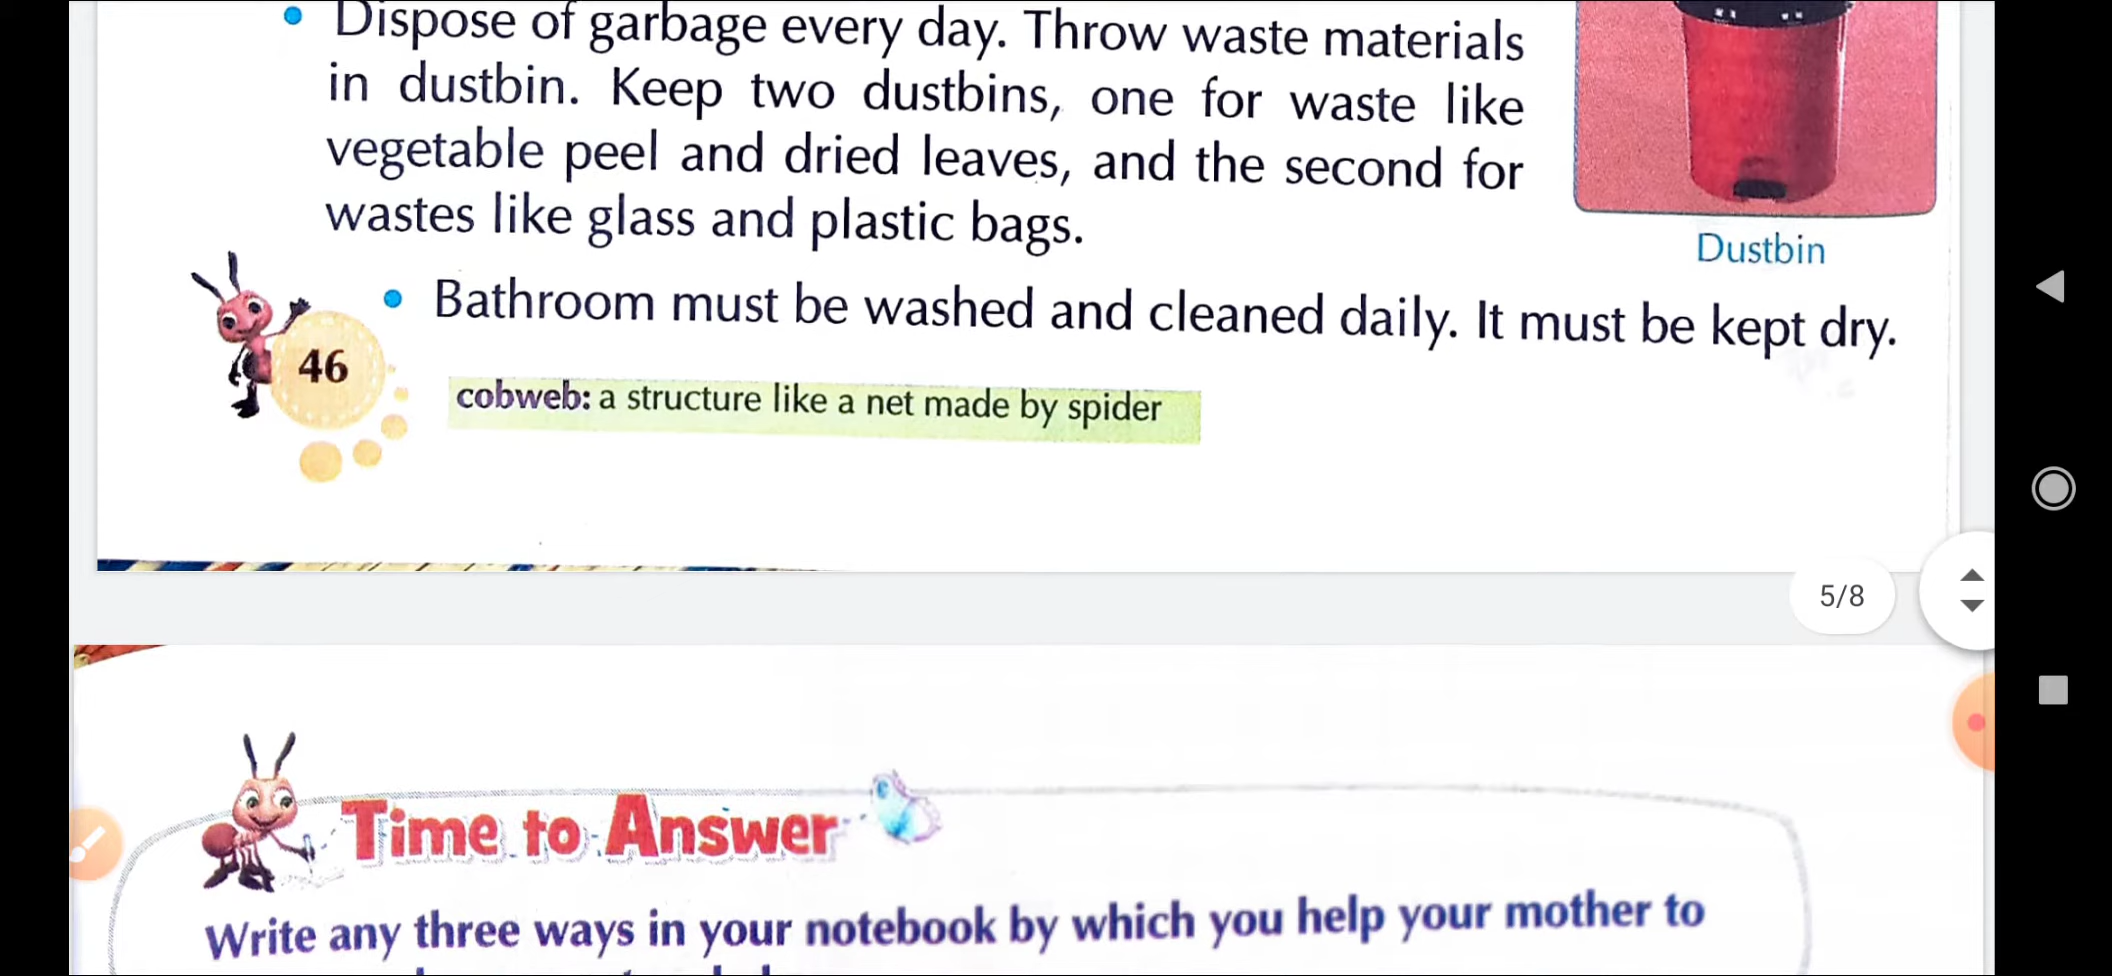 Dispose of garbage every day. Throw waste materials
in dustbin. Keep two dustbins, one for waste like
vegetable peel and dried leaves, and the second for
wastes like glass and plastic bags.
Dustbin
Bathroom must be washed and cleaned daily. It must be kept dry.
46
cobweb: a structure like a net made by spider
5/8
Time to Answer
Write any three ways in your notebook by which you help your mother to